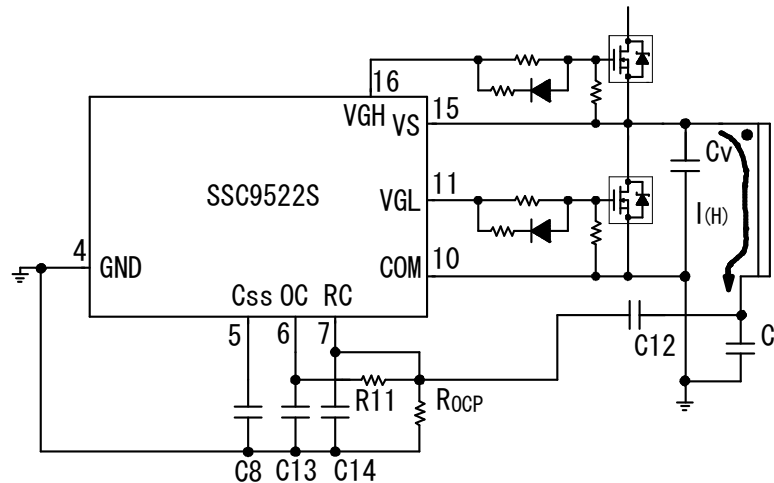 16
VGH
VS
15
Cv
SSC9522S
VGL
11
I(H)
4
GND
COM
10
Css
OC
RC
5
6
7
C12
C
R11
ROCP
C8
C13
C14